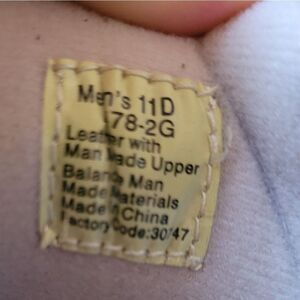 Men's 11D
78-2G
Leather with
Man Made Upper
Balance Man
Made Materials
Made in China
Factory Code:30747